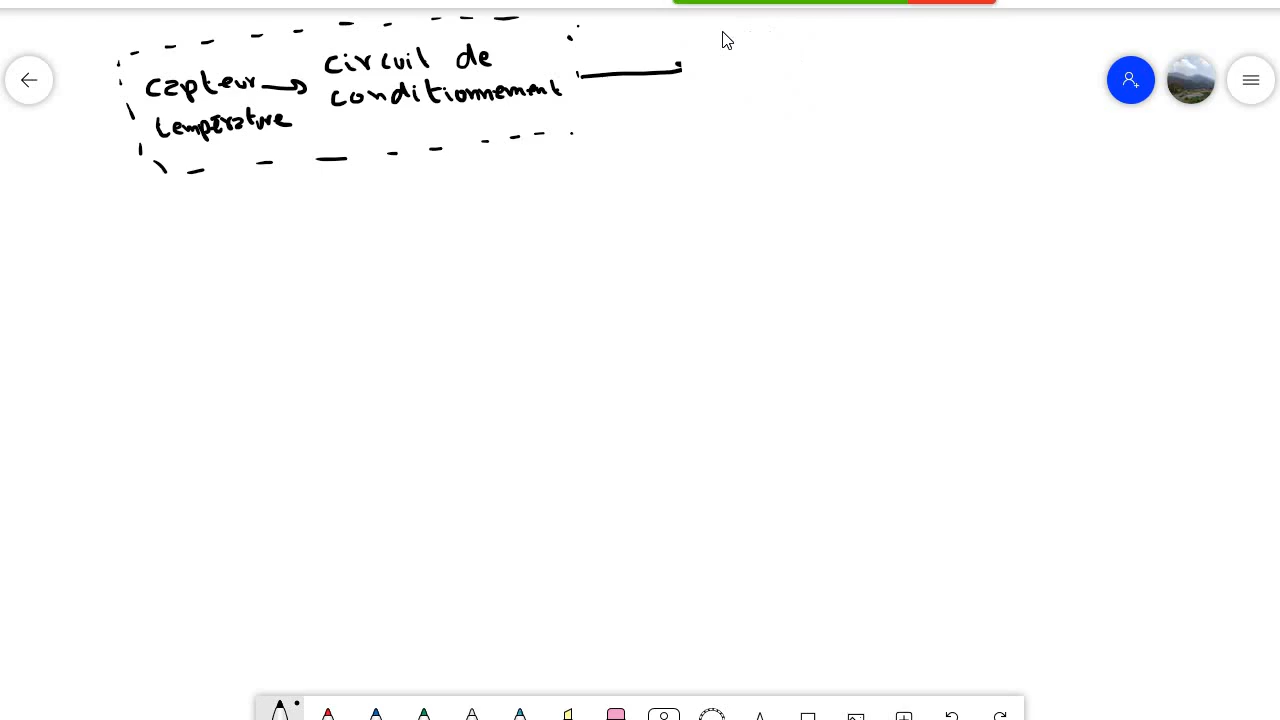 circuit de
capteur → conditionnement
température